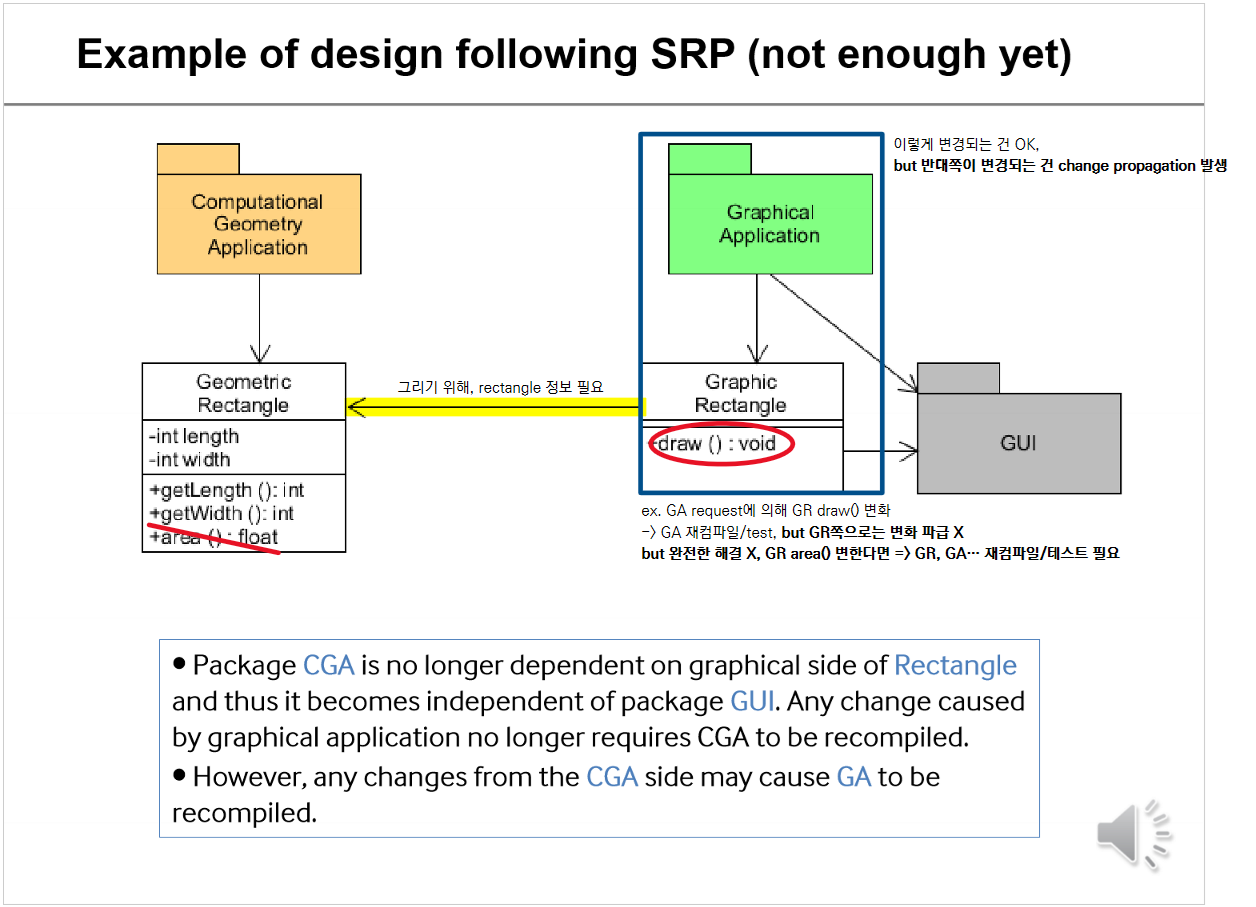 Example of design following SRP (not enough yet)
이렇게 변경되는 건 OK,
but 반대쪽이 변경되는 건 change propagation 발생
Computational
Geometry
Application
Graphical
Application
그리기 위해, rectangle 정보 필요
Geometric
Rectangle
-int length
-int width
+getLength (): int
+getWidth (): int
+area () : float
Graphic
Rectangle
+draw () : void
GUI
ex. GA request에 의해 GR draw() 변화
-> GA 재컴파일/test, but GR쪽으로는 변화 파급 X
but 완전한 해결 X, GR area() 변한다면 => GR, GA… 재컴파일/테스트 필요
• Package CGA is no longer dependent on graphical side of Rectangle
and thus it becomes independent of package GUI. Any change caused
by graphical application no longer requires CGA to be recompiled.
• However, any changes from the CGA side may cause GA to be
recompiled.